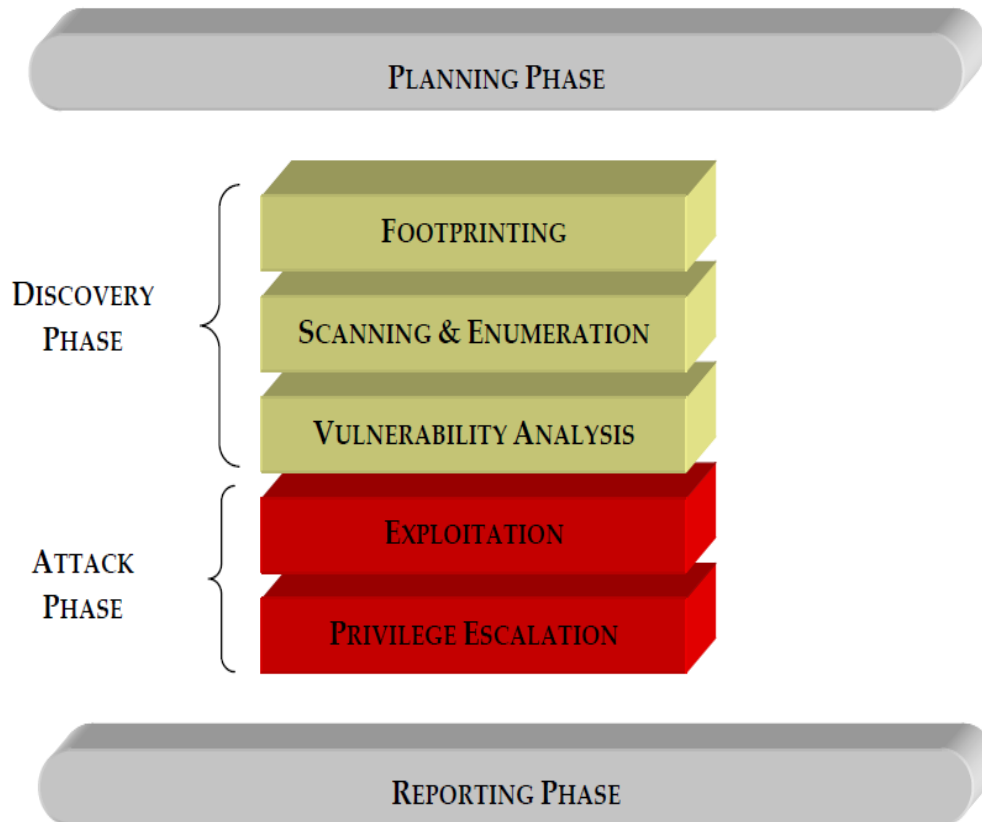 PLANNING PHASE
FOOTPRINTING
SCANNING & ENUMERATION
VULNERABILITY ANALYSIS
DISCOVERY
PHASE
EXPLOITATION
PRIVILEGE ESCALATION
ATTACK
PHASE
REPORTING PHASE